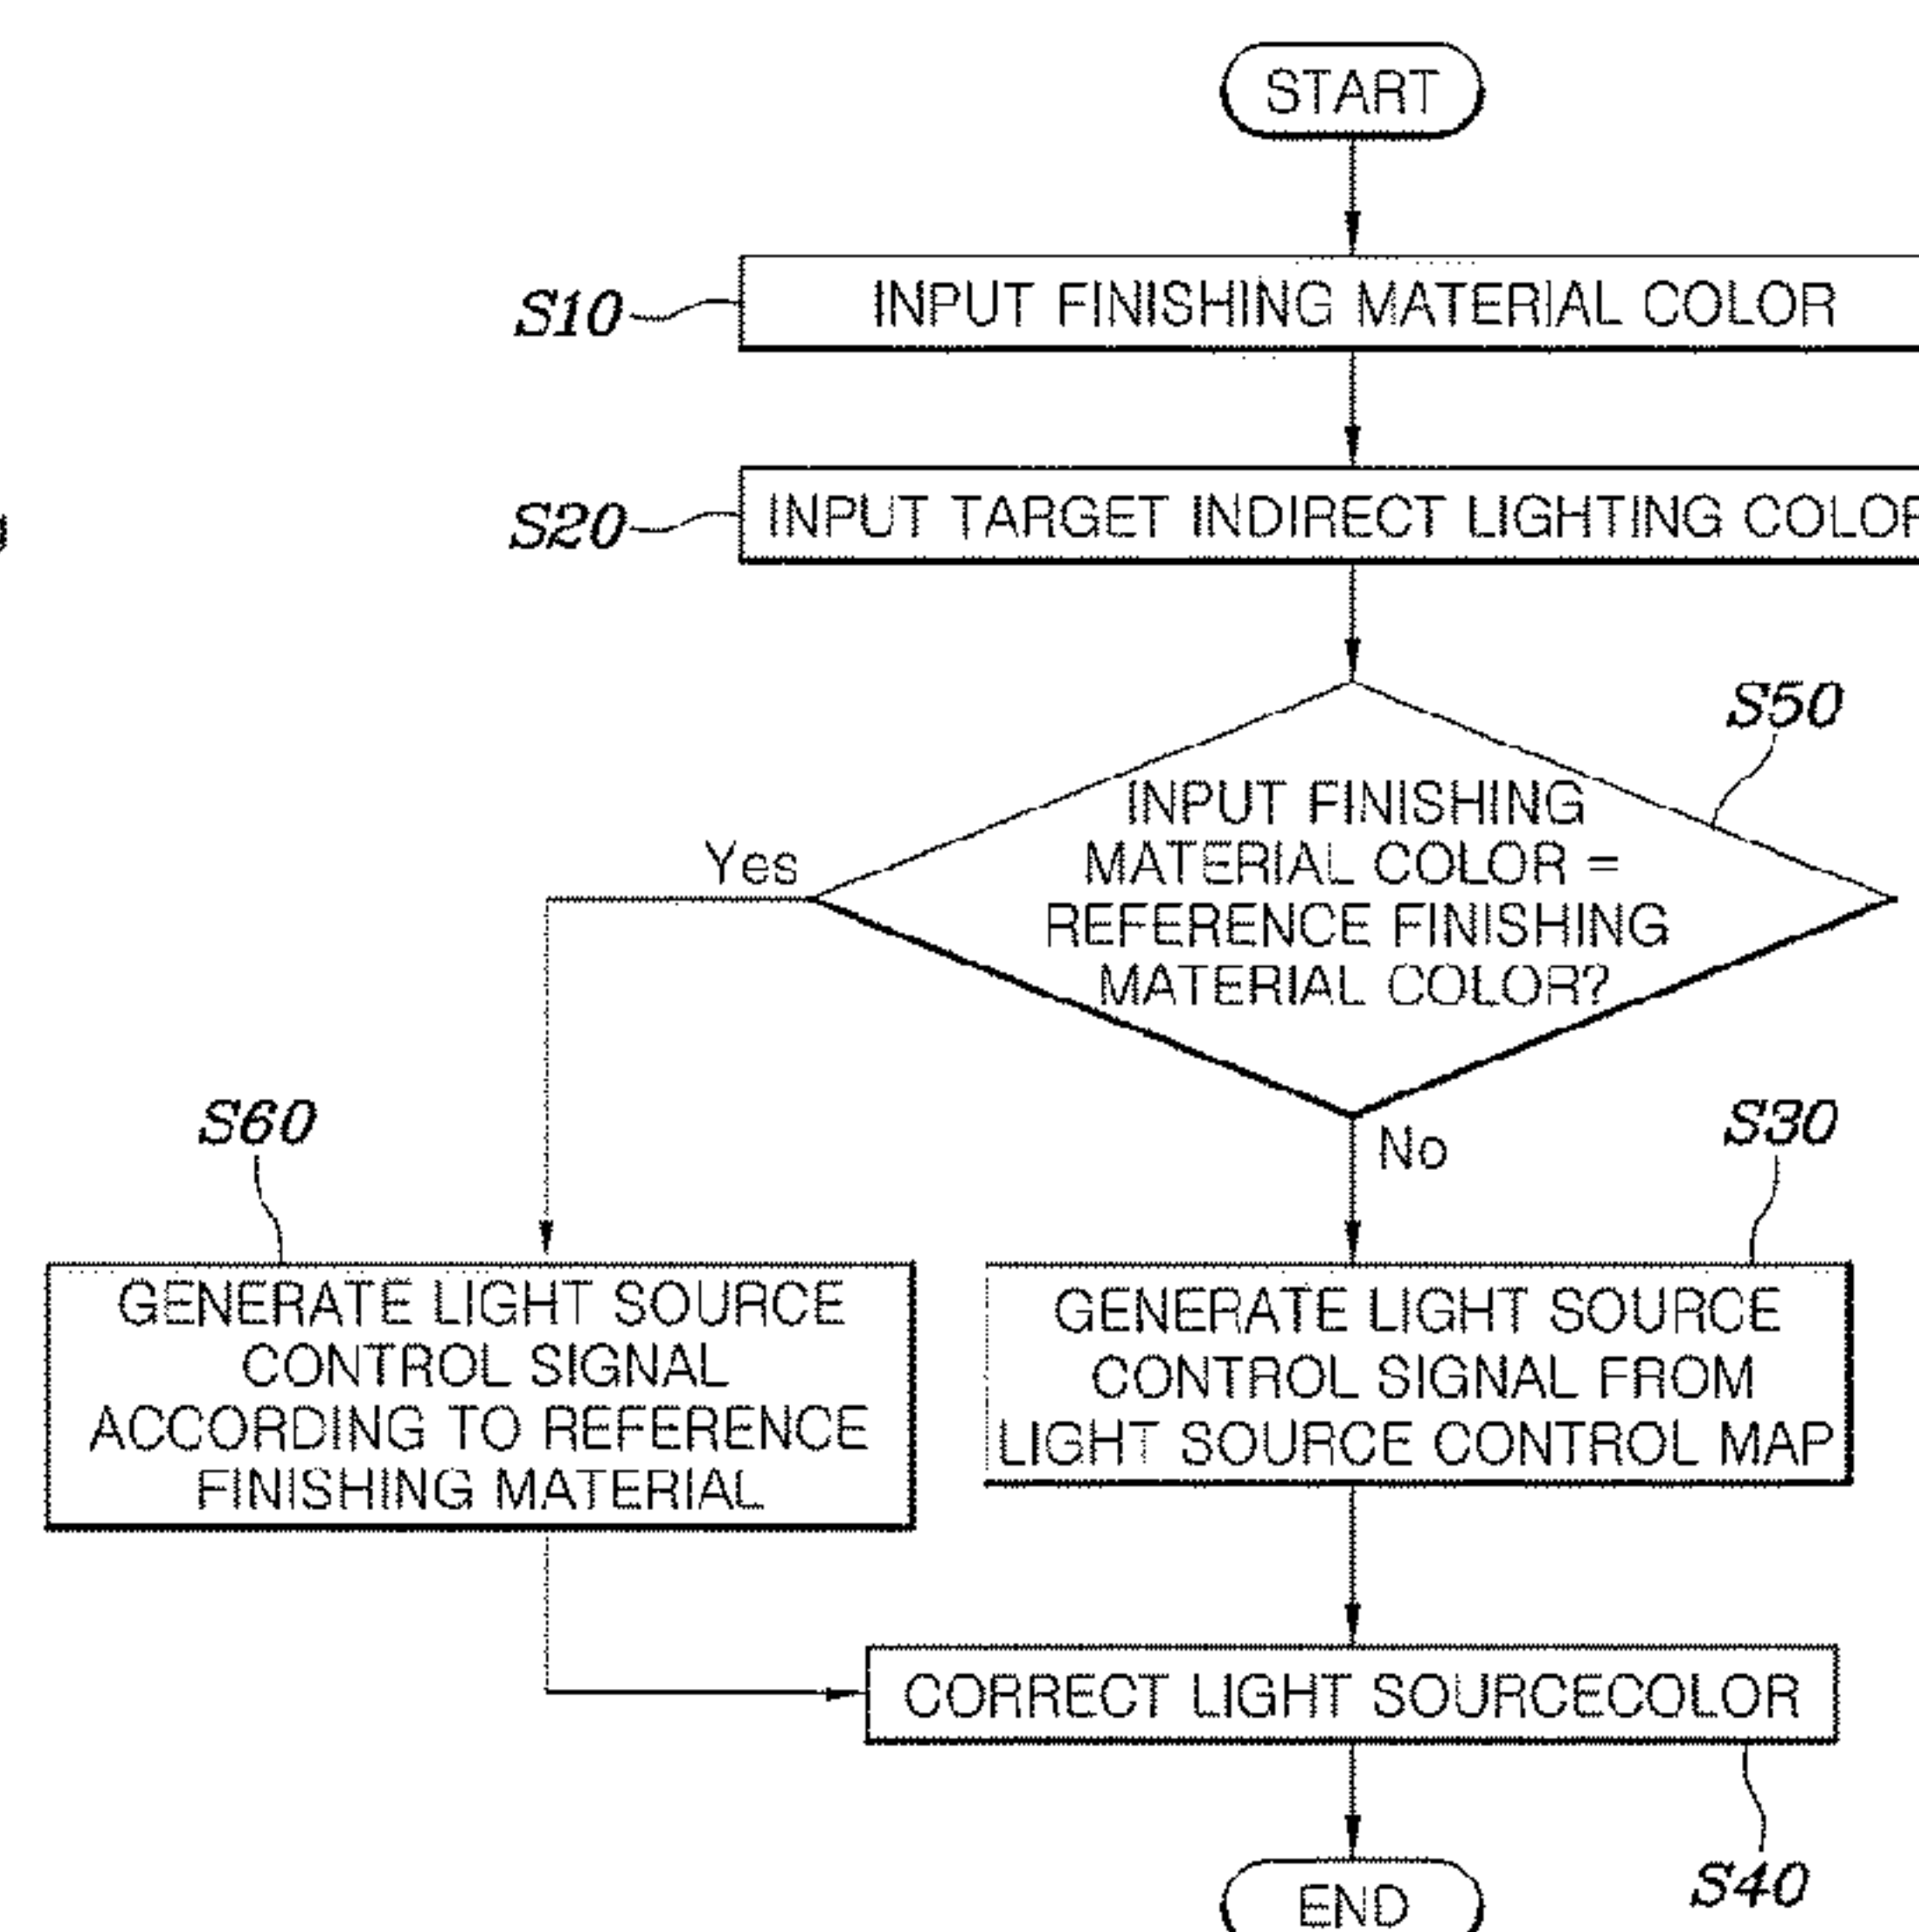 START
S10
INPUT FINISHING MATERIAL COLOR
S20
INPUT TARGET INDIRECT LIGHTING COLOR
S50
INPUT FINISHING
MATERIAL COLOR =
REFERENCE FINISHING
MATERIAL COLOR?
Yes
No
S60
S30
GENERATE LIGHT SOURCE
CONTROL SIGNAL
ACCORDING TO REFERENCE
FINISHING MATERIAL
GENERATE LIGHT SOURCE
CONTROL SIGNAL FROM
LIGHT SOURCE CONTROL MAP
CORRECT LIGHT SOURCECOLOR
S40
END